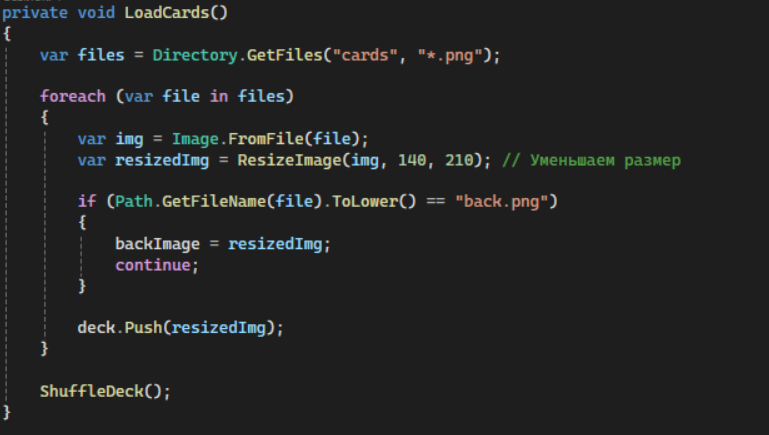 private void LoadCards()
{
    var files = Directory.GetFiles("cards", "*.png");

    foreach (var file in files)
    {
        var img = Image.FromFile(file);
        var resizedImg = ResizeImage(img, 140, 210); // Уменьшаем размер

        if (Path.GetFileName(file).ToLower() == "back.png")
        {
            backImage = resizedImg;
            continue;
        }

        deck.Push(resizedImg);
    }

    ShuffleDeck();
}